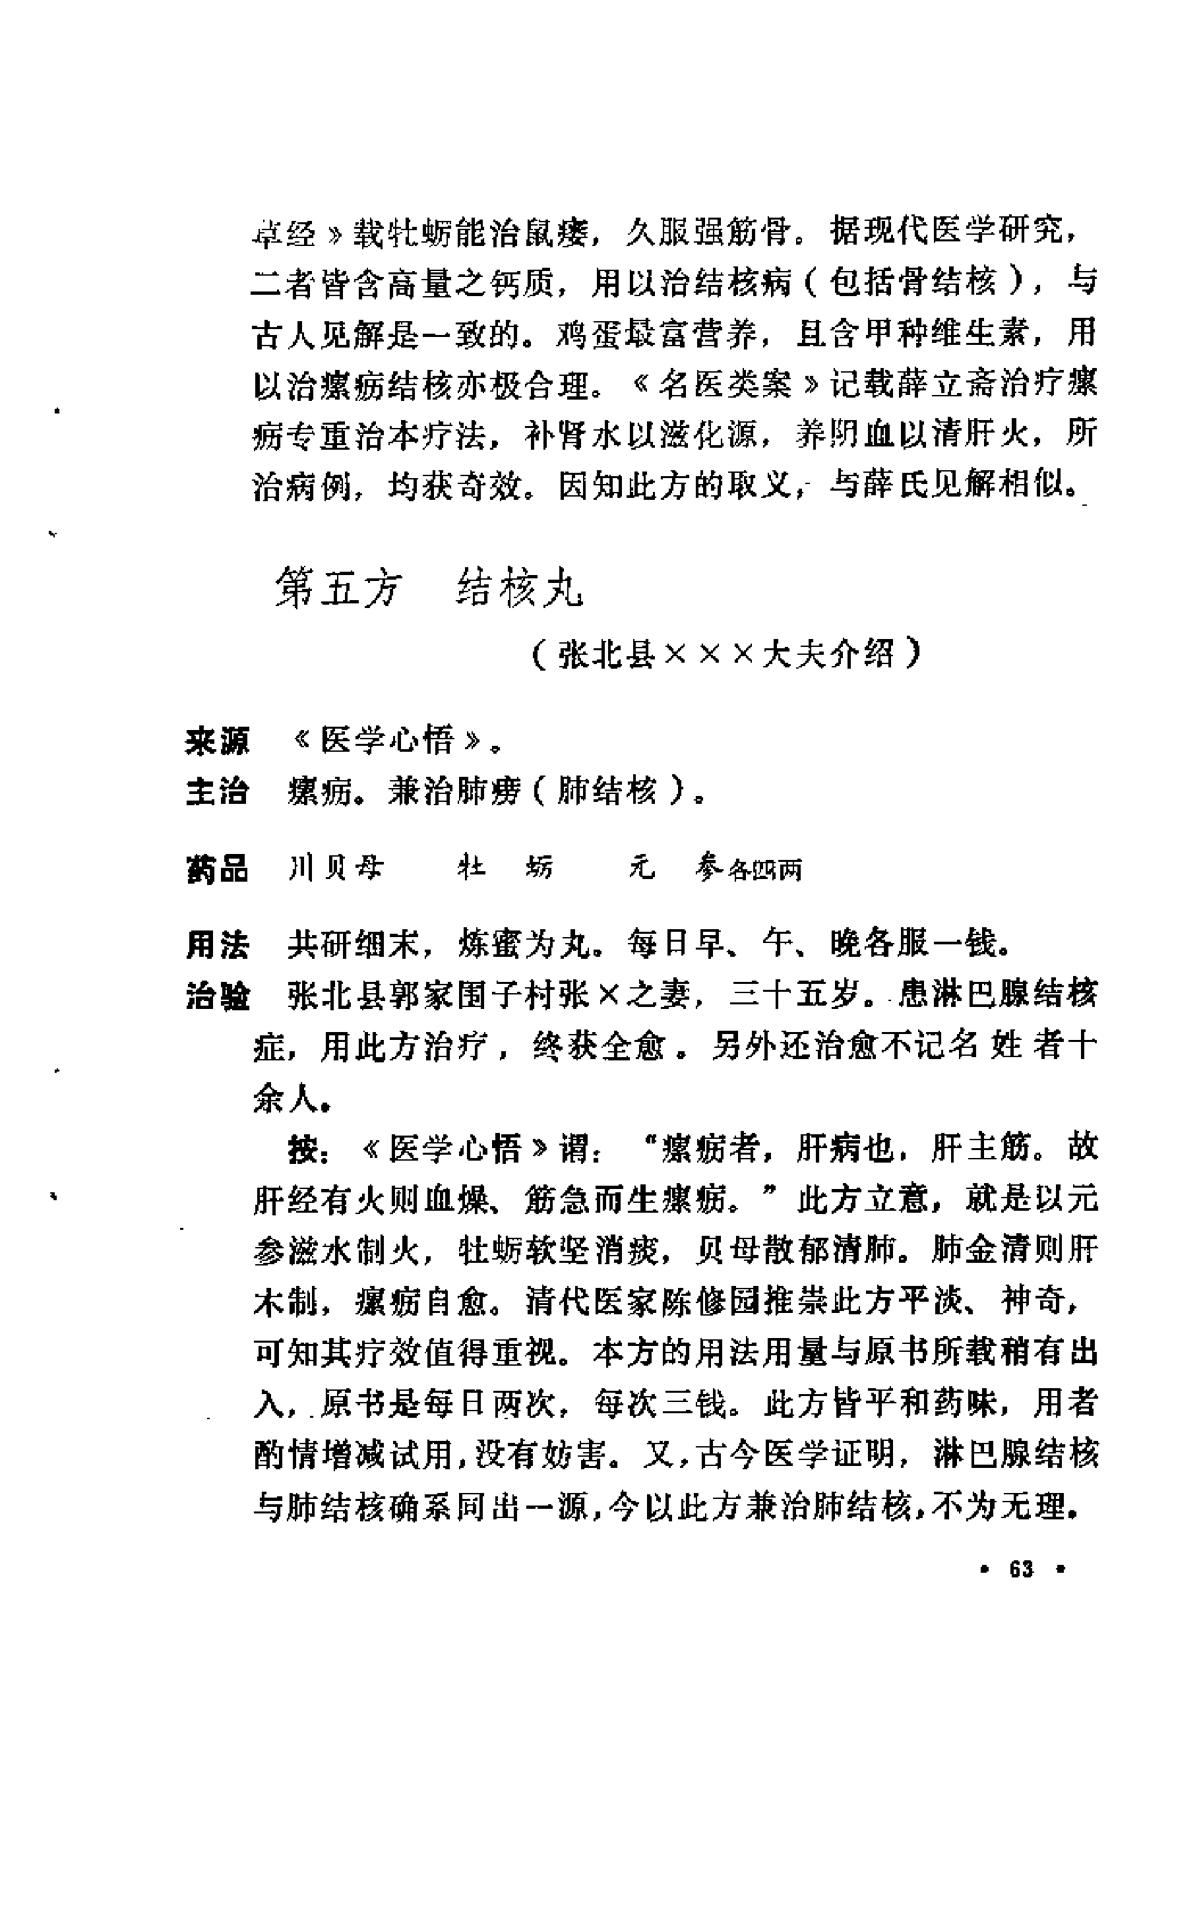 草经》载牡蛎能治鼠瘘，久服强筋骨。据现代医学研究，
二者皆含高量之钙质，用以治结核病（包括骨结核），与
古人见解是一致的。鸡蛋最富营养，且含甲种维生素，用
以治瘰疬结核亦极合理。《名医类案》记载薛立斋治疗瘰
疬专重治本疗法，补肾水以滋化源，养阴血以清肝火，所
治病例，均获奇效。因知此方的取义，与薛氏见解相似。
第五方 结核丸
（张北县×××大夫介绍）
来源 《医学心悟》。
主治 瘰疬。兼治肺痨（肺结核）。
药品 川贝母 牡蛎 元参各四两
用法 共研细末，炼蜜为丸。每日早、午、晚各服一钱。
治验 张北县郭家围子村张×之妻，三十五岁。患淋巴腺结核
症，用此方治疗，终获全愈。另外还治愈不记名姓者十
余人。
按：《医学心悟》谓：“瘰疬者，肝病也，肝主筋。故
肝经有火则血燥、筋急而生瘰疬。”此方立意，就是以元
参滋水制火，牡蛎软坚消痰，贝母散郁清肺。肺金清则肝
木制，瘰疬自愈。清代医家陈修园推崇此方平淡、神奇，
可知其疗效值得重视。本方的用法用量与原书所载稍有出
入，原书是每日两次，每次三钱。此方皆平和药味，用者
酌情增减试用，没有妨害。又，古今医学证明，淋巴腺结核
与肺结核确系同出一源，今以此方兼治肺结核，不为无理。
• 63 •